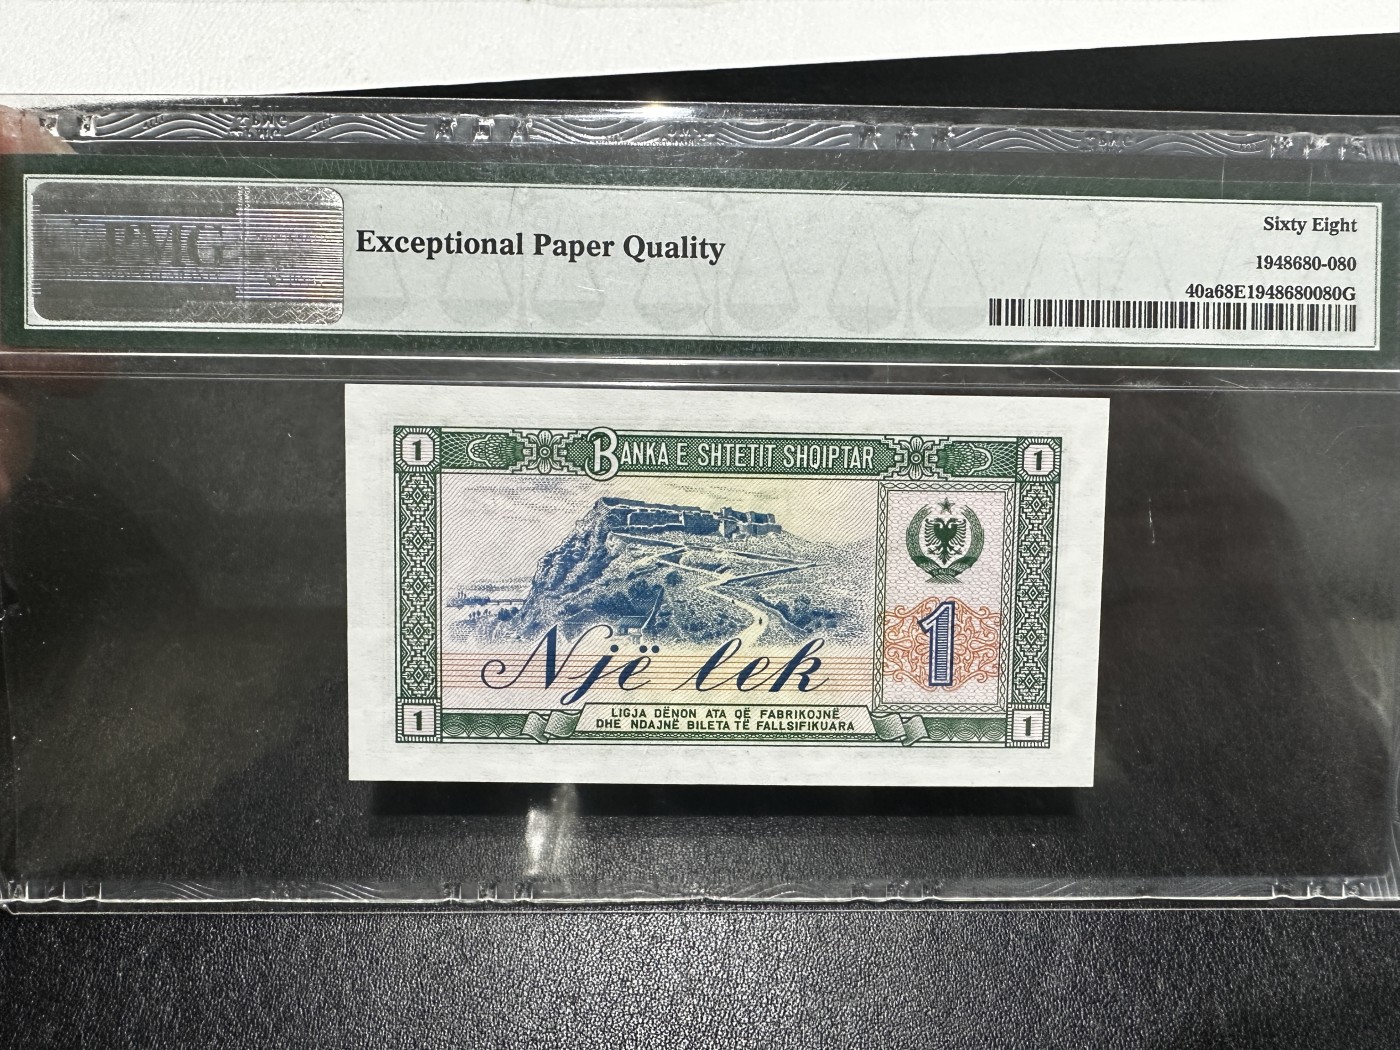 PMG
Exceptional Paper Quality
Sixty Eight
1948680-080
40a68E1948680080G
1
BANKA E SHTETIT SHQIPTAR
1
1
Një lek
1
LIGJA DËNON ATA QË FABRIKOJNË
DHE NDAJNË BILETA TË FALLSIFIKUARA
1